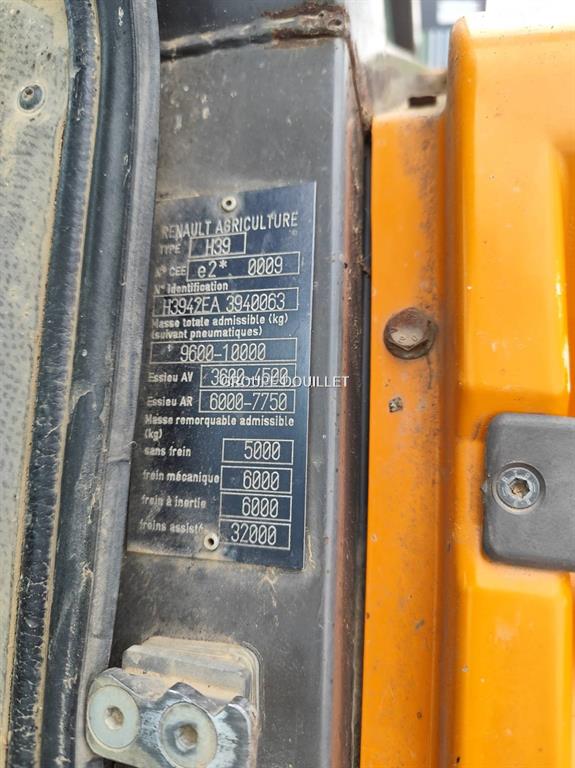 RENAULT AGRICULTURE
TYPE H39
N° CEE e2* 0009
N° Identification
H3942EA 3940063
Masse totale admissible (kg)
(suivant pneumatiques)
9600-10000
Essieu AV 3600-4500
GROUPE OUILLET
Essieu AR 6000-7750
Masse remorquable admissible
(kg)
sans frein 5000
frein mécanique 6000
frein à inertie 6000
freins assisté 32000